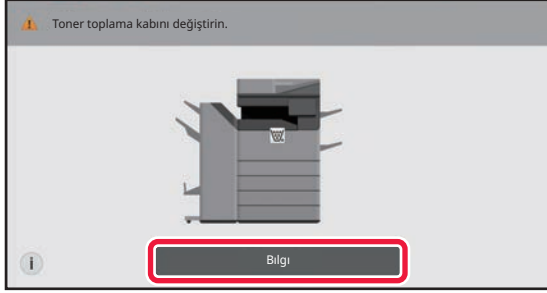 Toner toplama kabını değiştirin.
i
Bılgı